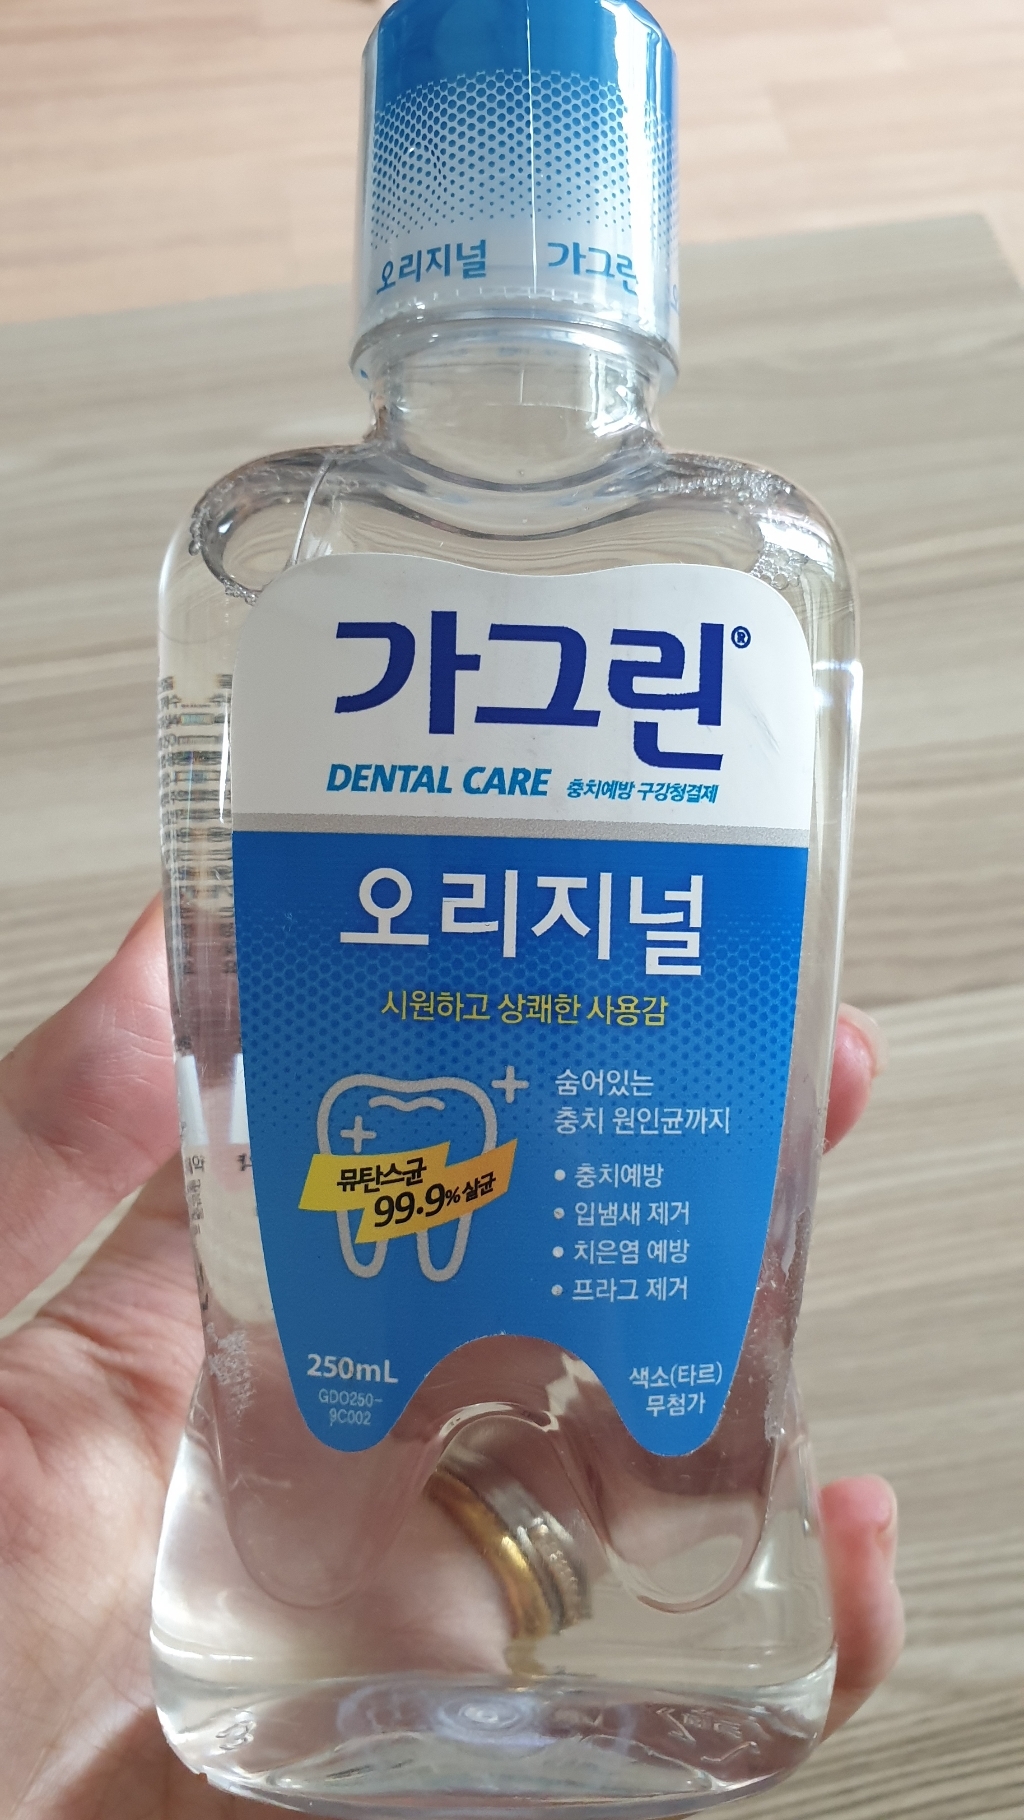 오리지널 가그린
가그린®
DENTAL CARE 충치예방 구강청결제
오리지널
시원하고 상쾌한 사용감
숨어있는
충치 원인균까지
뮤탄스균
99.9% 살균
• 충치예방
• 입냄새 제거
• 치은염 예방
• 프라그 제거
250mL
GDO250-
9C002
색소(타르)
무첨가